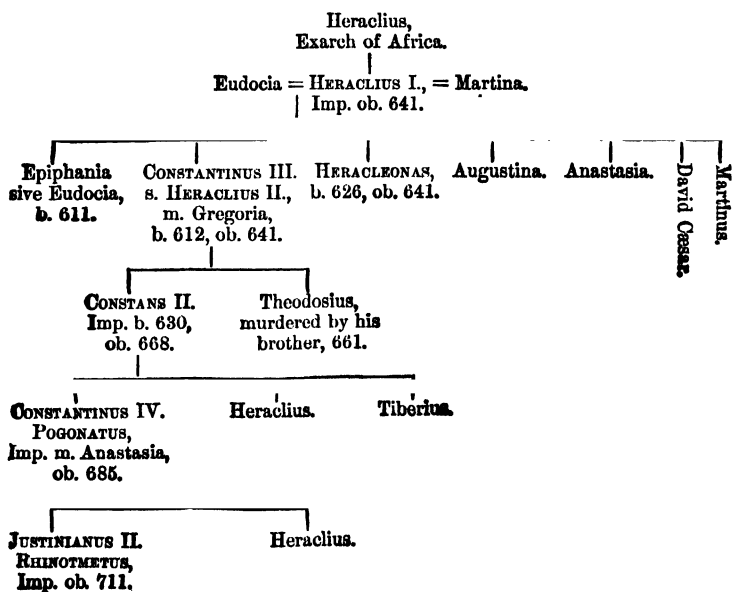 Heraclius,
Exarch of Africa.
Eudocia = HERACLIUS I., = Martina.
Imp. ob. 641.
Epiphania
sive Eudocia,
b. 611.
CONSTANTINUS III.
s. HERACLIUS II.,
m. Gregoria,
b. 612, ob. 641.
HERACLEONAS,
b. 626, ob. 641.
Augustina.
Anastasia.
David Cæsar.
Martinus.
CONSTANS II.
Imp. b. 630,
ob. 668.
Theodosius,
murdered by his
brother, 661.
CONSTANTINUS IV.
POGONATUS,
Imp. m. Anastasia,
ob. 685.
Heraclius.
Tiberius.
JUSTINIANUS II.
RHINOTMETUS,
Imp. ob. 711.
Heraclius.